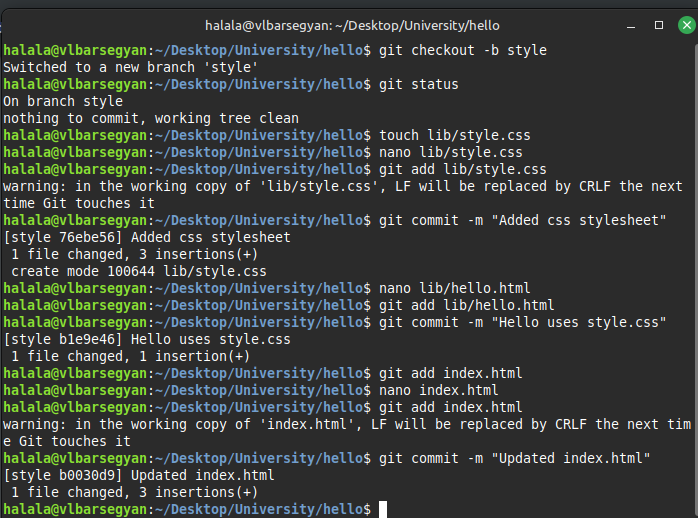 halala@vlbarsegyan: ~/Desktop/University/hello
halala@vlbarsegyan:~/Desktop/University/hello$ git checkout -b style
Switched to a new branch 'style'
halala@vlbarsegyan:~/Desktop/University/hello$ git status
On branch style
nothing to commit, working tree clean
halala@vlbarsegyan:~/Desktop/University/hello$ touch lib/style.css
halala@vlbarsegyan:~/Desktop/University/hello$ nano lib/style.css
halala@vlbarsegyan:~/Desktop/University/hello$ git add lib/style.css
warning: in the working copy of 'lib/style.css', LF will be replaced by CRLF the next
time Git touches it
halala@vlbarsegyan:~/Desktop/University/hello$ git commit -m "Added css stylesheet"
[style 76ebe56] Added css stylesheet
 1 file changed, 3 insertions(+)
 create mode 100644 lib/style.css
halala@vlbarsegyan:~/Desktop/University/hello$ nano lib/hello.html
halala@vlbarsegyan:~/Desktop/University/hello$ git add lib/hello.html
halala@vlbarsegyan:~/Desktop/University/hello$ git commit -m "Hello uses style.css"
[style b1e9e46] Hello uses style.css
 1 file changed, 1 insertion(+)
halala@vlbarsegyan:~/Desktop/University/hello$ git add index.html
halala@vlbarsegyan:~/Desktop/University/hello$ nano index.html
halala@vlbarsegyan:~/Desktop/University/hello$ git add index.html
warning: in the working copy of 'index.html', LF will be replaced by CRLF the next tim
e Git touches it
halala@vlbarsegyan:~/Desktop/University/hello$ git commit -m "Updated index.html"
[style b0030d9] Updated index.html
 1 file changed, 3 insertions(+)
halala@vlbarsegyan:~/Desktop/University/hello$